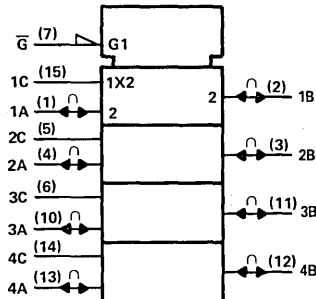 G̅ (7) G1
1C (15) 1X2
1A (1) ∩ 2 2 ∩ (2) 1B
2C (5)
2A (4) ∩ ∩ (3) 2B
3C (6)
3A (10) ∩ ∩ (11) 3B
4C (14)
4A (13) ∩ ∩ (12) 4B